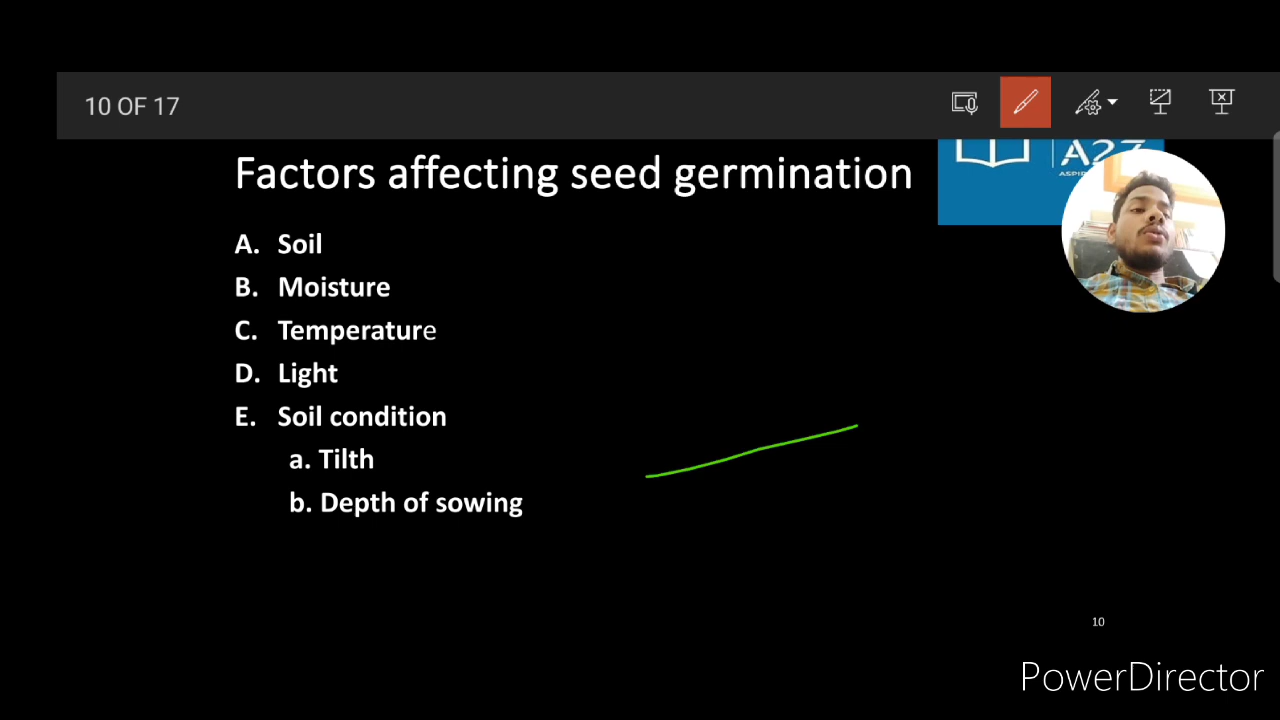 10 OF 17
Factors affecting seed germination
A. Soil
B. Moisture
C. Temperature
D. Light
E. Soil condition
a. Tilth
b. Depth of sowing
10
PowerDirector